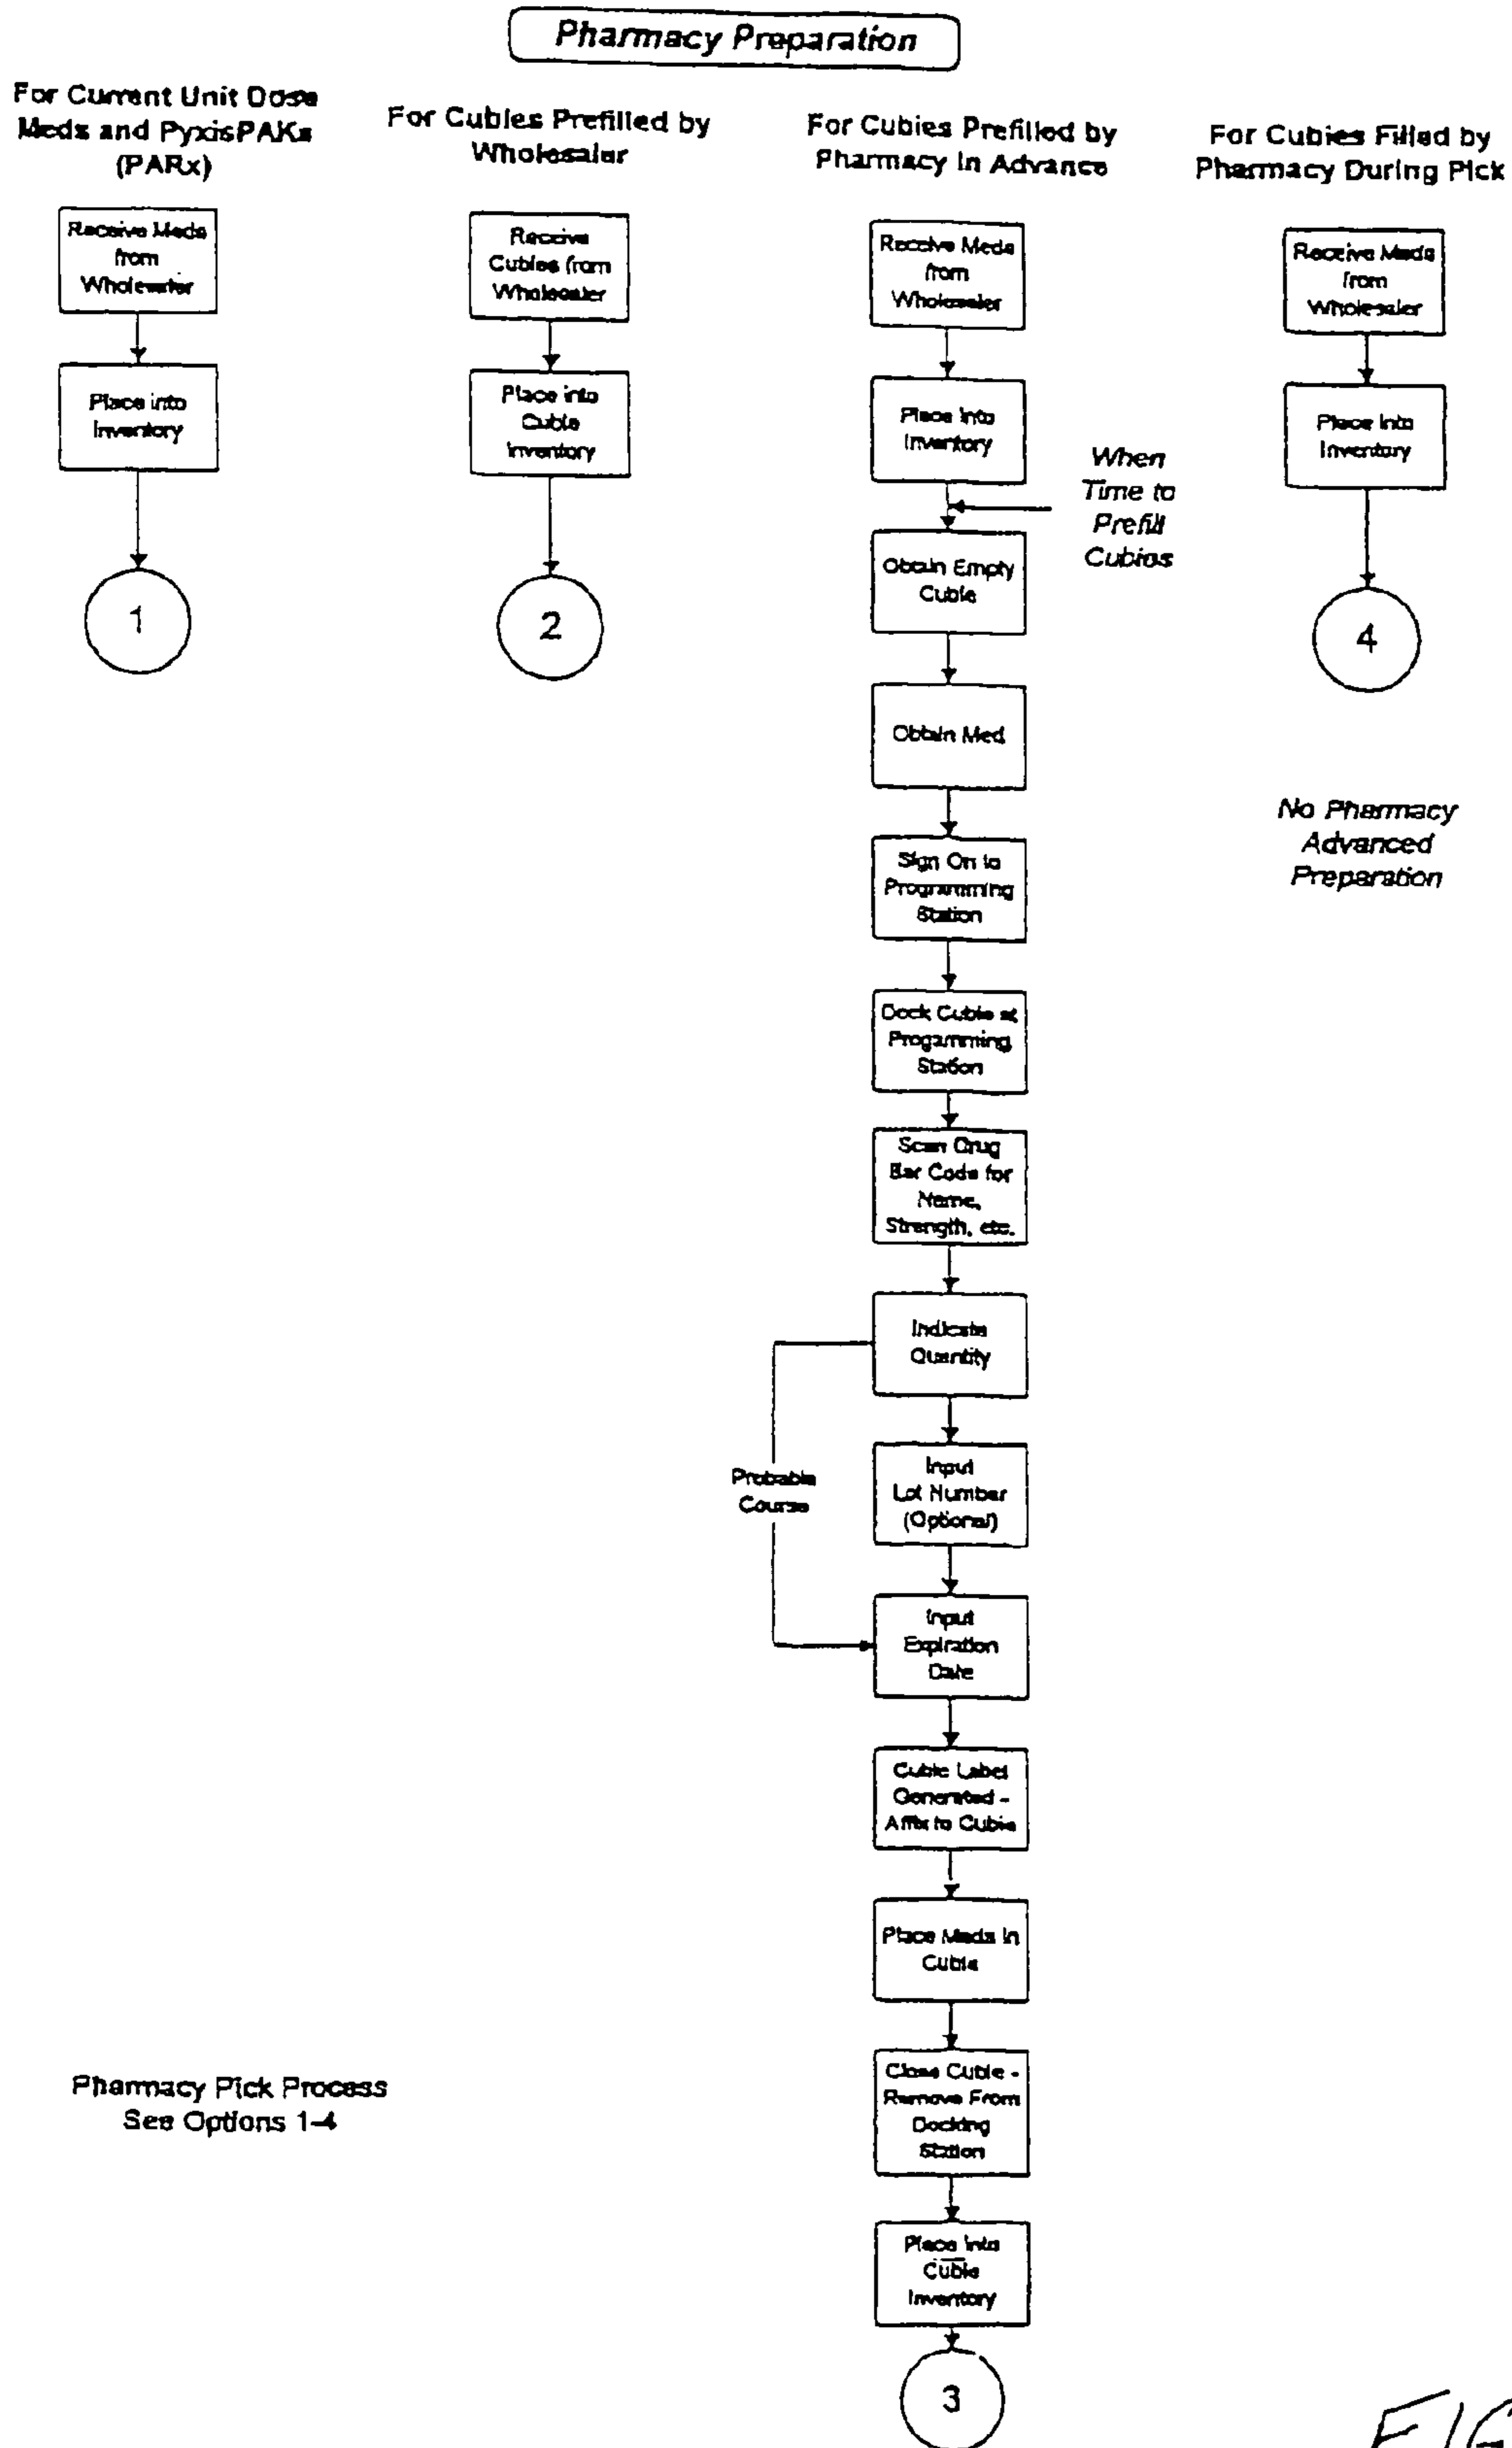 Pharmacy Preparation
For Current Unit Dose
Meds and PyxisPAKs
(PARx)
Receive Meds
from
Wholesaler
Place into
Inventory
1
For Cubies Prefilled by
Wholesaler
Receive
Cubies from
Wholesaler
Place into
Cubie
Inventory
2
For Cubies Prefilled by
Pharmacy In Advance
Receive Meds
from
Wholesaler
Place into
Inventory
When
Time to
Prefill
Cubies
Obtain Empty
Cubie
Obtain Med
Sign On to
Programming
Station
Dock Cubie at
Progamming
Station
Scan Drug
Bar Code for
Name,
Strength, etc.
Indicate
Quantity
Probable
Course
Input
Lot Number
(Optional)
Input
Expiration
Date
Cubie Label
Generated -
Affix to Cubie
Place Meds in
Cubie
Close Cubie -
Remove From
Docking
Station
Place into
Cubie
Inventory
3
For Cubies Filled by
Pharmacy During Pick
Receive Meds
from
Wholesaler
Place into
Inventory
4
No Pharmacy
Advanced
Preparation
Pharmacy Pick Process
See Options 1-4